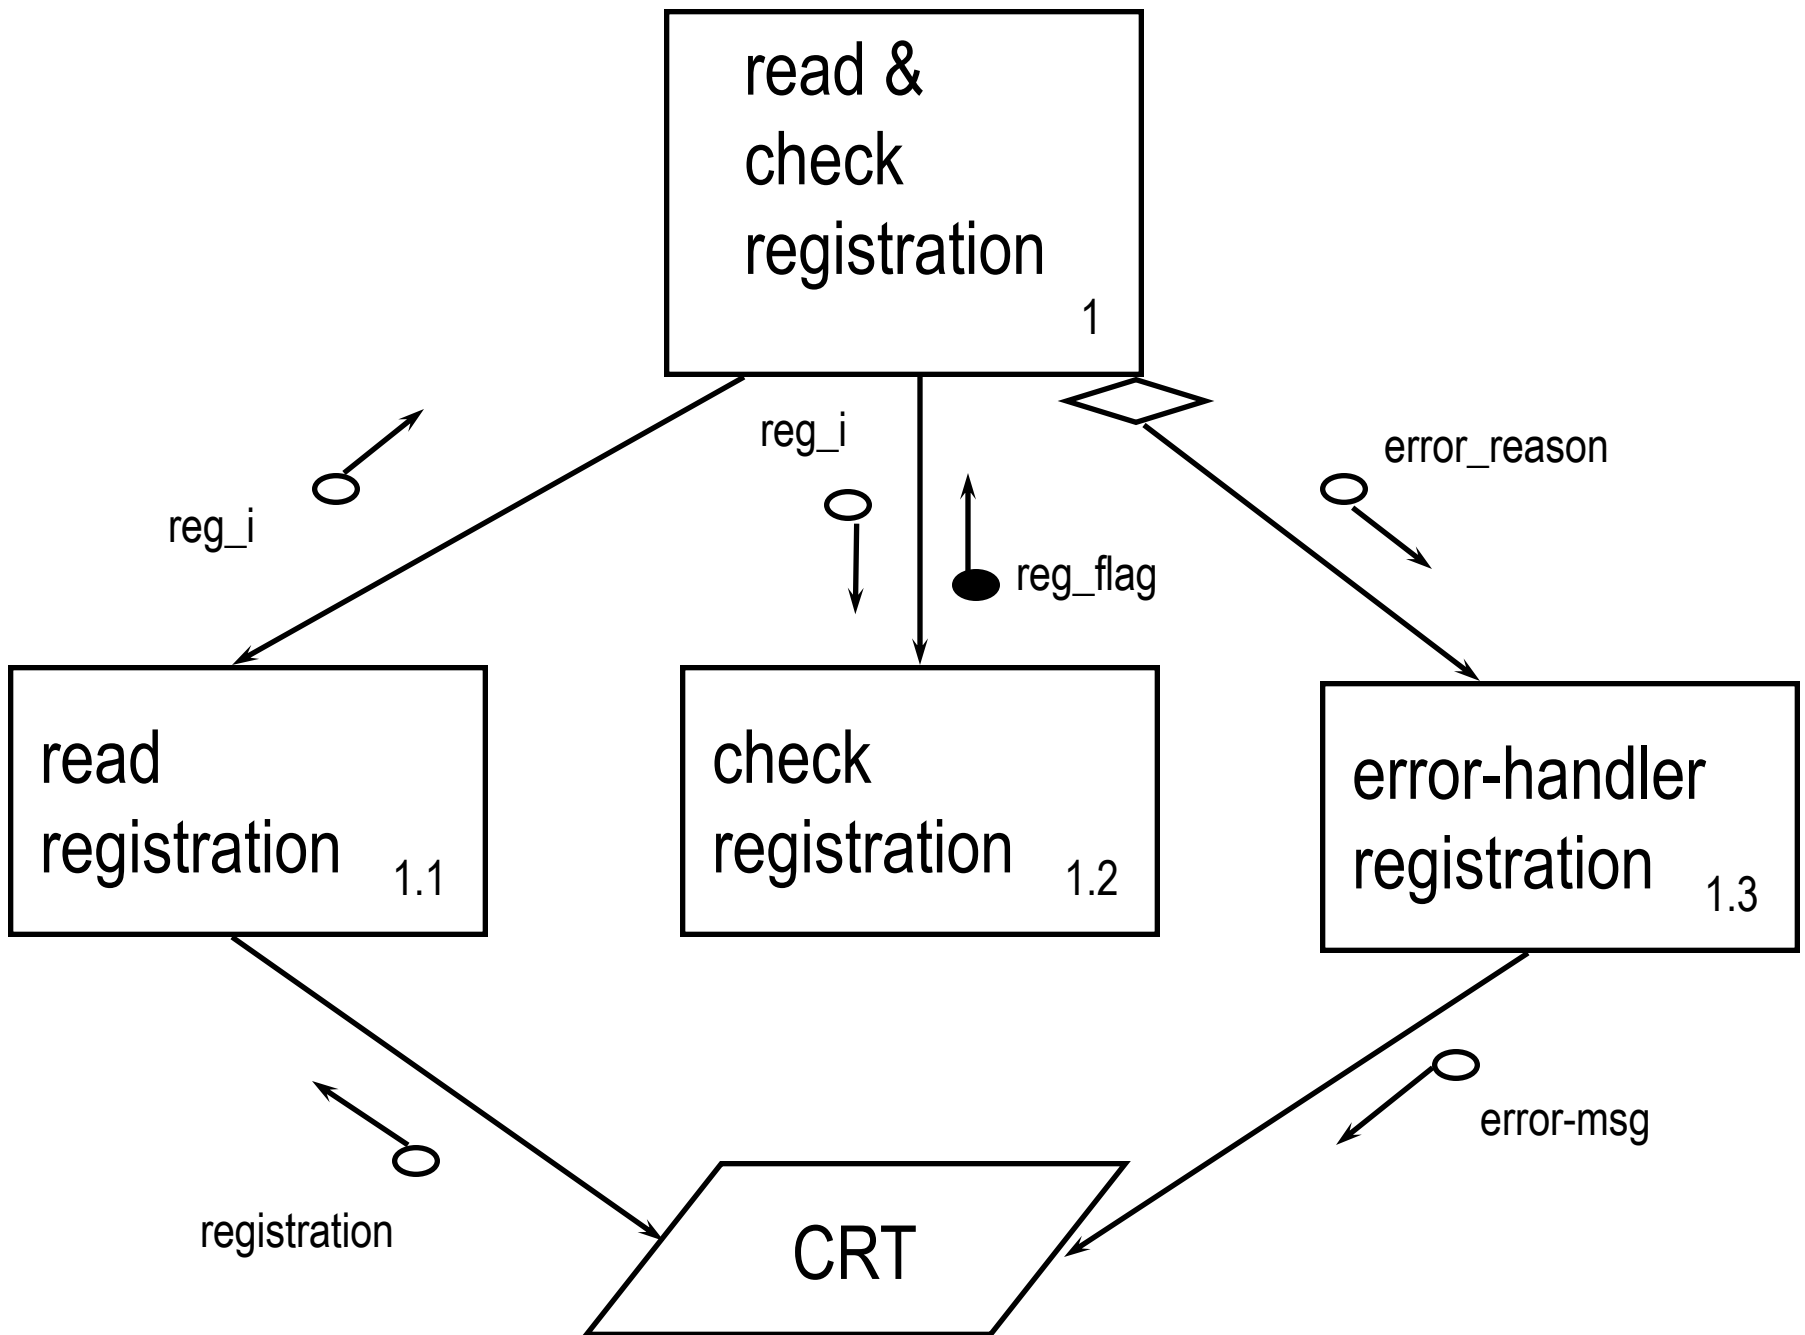 read &
check
registration
1
reg_i
error_reason
reg_i
reg_flag
read
registration
1.1
check
registration
1.2
error-handler
registration
1.3
error-msg
registration
CRT